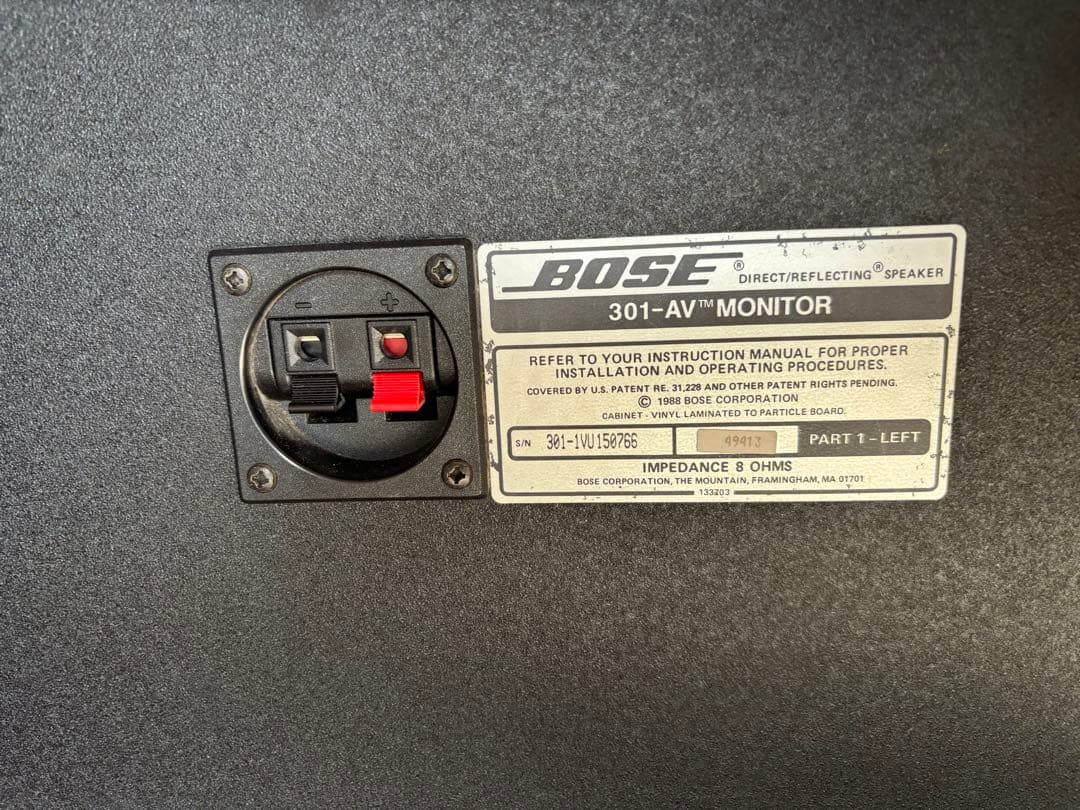 − +
BOSE® DIRECT/REFLECTING® SPEAKER
301-AV™ MONITOR
REFER TO YOUR INSTRUCTION MANUAL FOR PROPER
INSTALLATION AND OPERATING PROCEDURES.
COVERED BY U.S. PATENT RE. 31,228 AND OTHER PATENT RIGHTS PENDING.
© 1988 BOSE CORPORATION
CABINET - VINYL LAMINATED TO PARTICLE BOARD.
S/N 301-1VU150766 49413 PART 1 - LEFT
IMPEDANCE 8 OHMS
BOSE CORPORATION, THE MOUNTAIN, FRAMINGHAM, MA 01701
133703